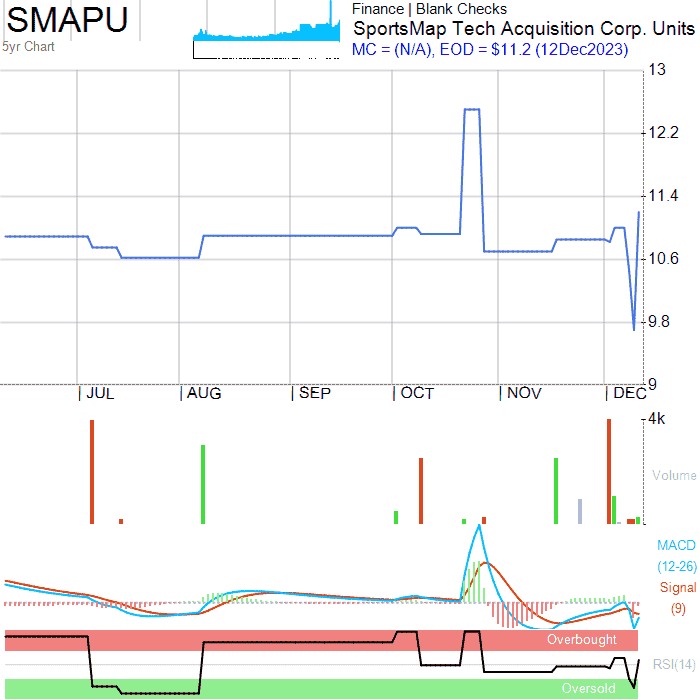 SMAPU
5yr Chart
Finance | Blank Checks
SportsMap Tech Acquisition Corp. Units
MC = (N/A), EOD = $11.2 (12Dec2023)
13
12.2
11.4
10.6
9.8
9
JUL
AUG
SEP
OCT
NOV
DEC
4k
Volume
MACD
(12-26)
Signal
(9)
Overbought
RSI(14)
Oversold